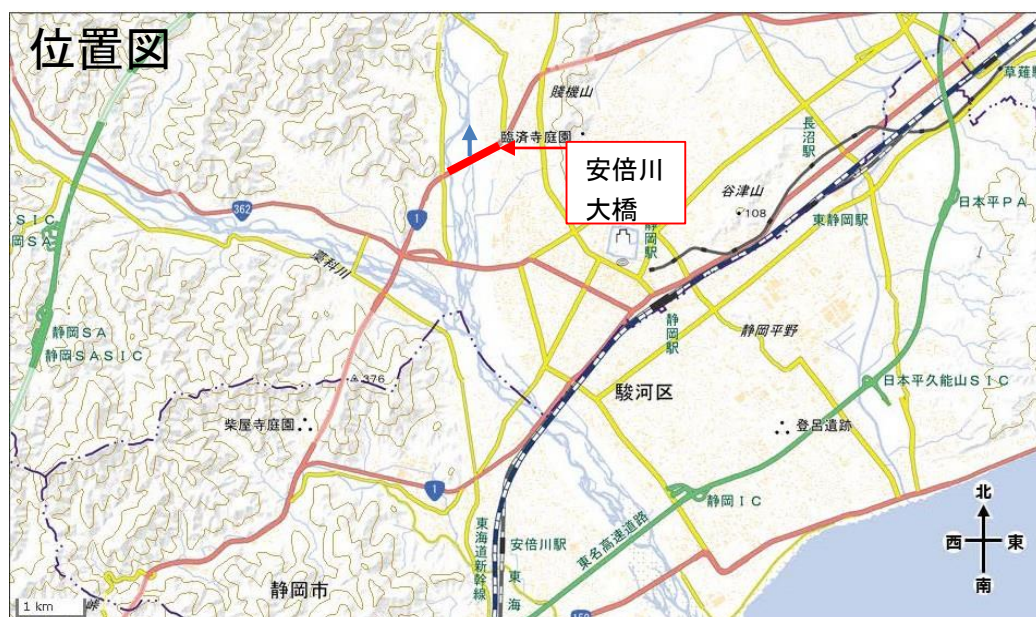 位置図
草薙駅
賤機山
長沼駅
臨済寺庭園
安倍川
大橋
谷津山
108
日本平PA
東静岡駅
362
1
静岡駅
藁科川
静岡駅
静岡SA
静岡SASIC
静岡平野
376
日本平久能山SIC
駿河区
柴屋寺庭園
登呂遺跡
1
静岡IC
東名高速道路
安倍川駅
東海道新幹線
東海
静岡市
150
1 km
峠
北
西
東
南